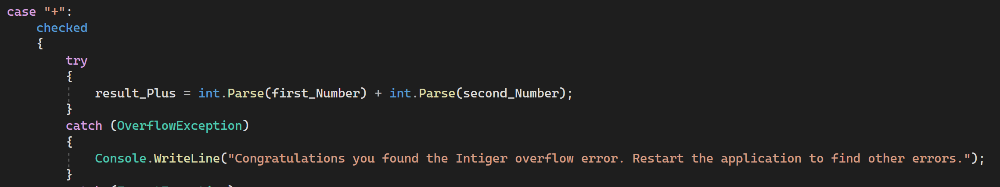 case "+":
checked
{
try
{
result_Plus = int.Parse(first_Number) + int.Parse(second_Number);
}
catch (OverflowException)
{
Console.WriteLine("Congratulations you found the Intiger overflow error. Restart the application to find other errors.");
}